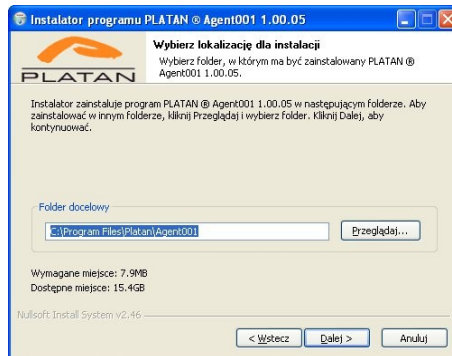 Instalator programu PLATAN ® Agent001 1.00.05
PLATAN
Wybierz lokalizację dla instalacji
Wybierz folder, w którym ma być zainstalowany PLATAN ®
Agent001 1.00.05.
Instalator zainstaluje program PLATAN ® Agent001 1.00.05 w następującym folderze. Aby
zainstalować w innym folderze, kliknij Przeglądaj i wybierz folder. Kliknij Dalej, aby
kontynuować.
Folder docelowy
C:\Program Files\Platan\Agent001
Przeglądaj...
Wymagane miejsce: 7.9MB
Dostępne miejsce: 15.4GB
Nullsoft Install System v2.46
< Wstecz
Dalej >
Anuluj